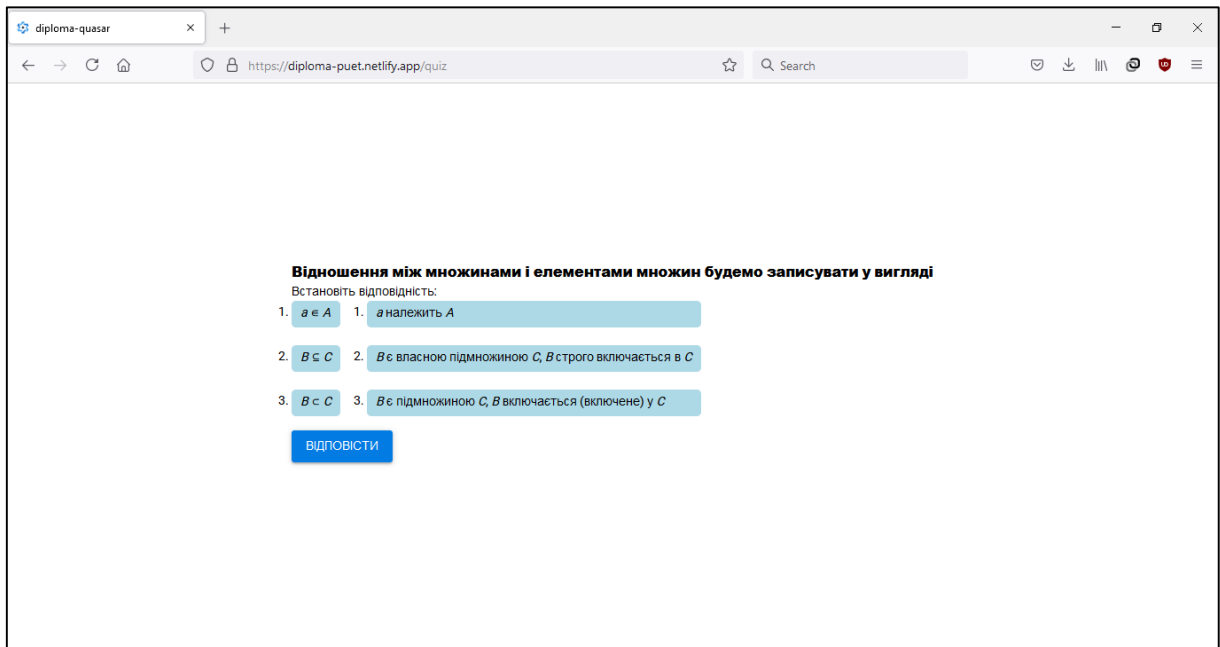 diploma-quasar
https://diploma-puet.netlify.app/quiz
Search
Відношення між множинами і елементами множин будемо записувати у вигляді
Встановіть відповідність:
1. a ∈ A 1. a належить A
2. B ⊆ C 2. B є власною підмножиною C, B строго включається в C
3. B ⊂ C 3. B є підмножиною C, B включається (включене) у C
ВІДПОВІСТИ